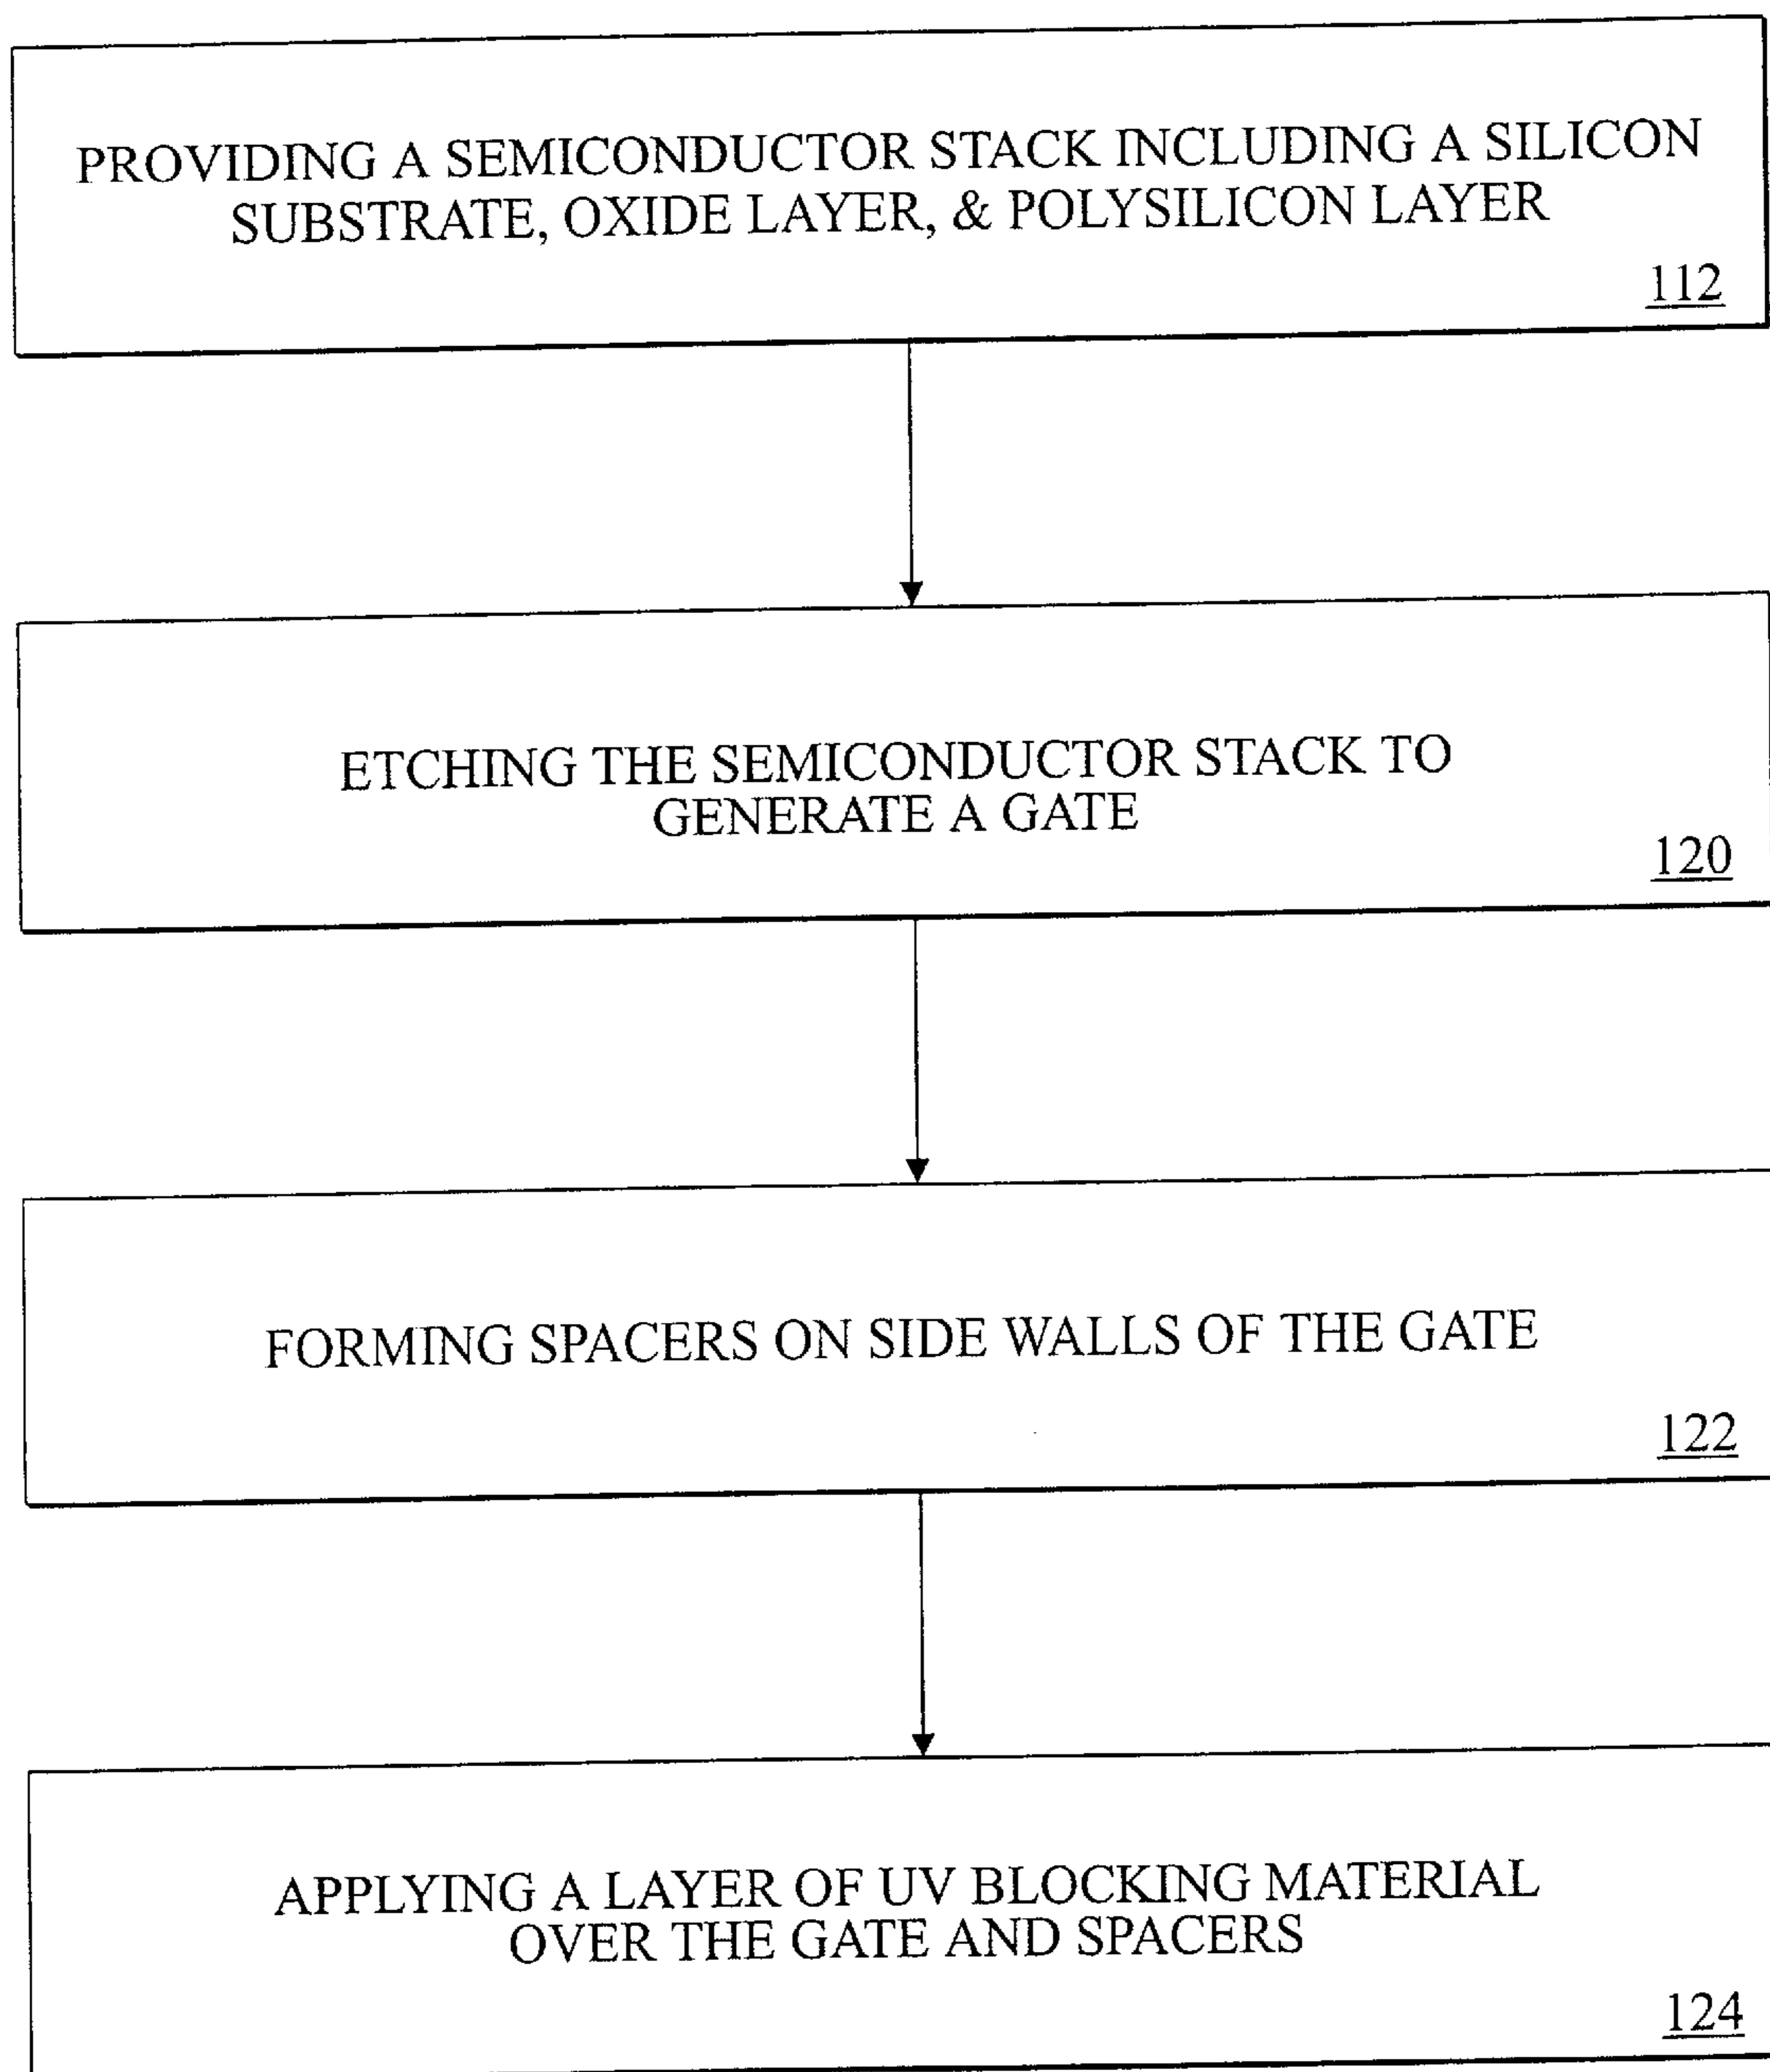 PROVIDING A SEMICONDUCTOR STACK INCLUDING A SILICON
SUBSTRATE, OXIDE LAYER, & POLYSILICON LAYER
112
ETCHING THE SEMICONDUCTOR STACK TO
GENERATE A GATE
120
FORMING SPACERS ON SIDE WALLS OF THE GATE
122
APPLYING A LAYER OF UV BLOCKING MATERIAL
OVER THE GATE AND SPACERS
124